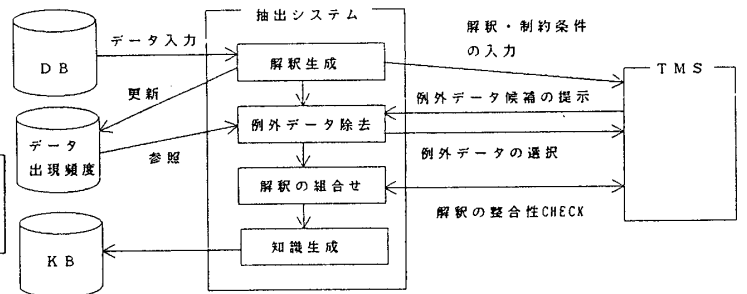 抽出システム
解釈・制約条件
の入力
データ入力
DB
解釈生成
TMS
更新
例外データ候補の提示
例外データ除去
データ
出現頻度
参照
例外データの選択
解釈の組合せ
解釈の整合性CHECK
知識生成
KB